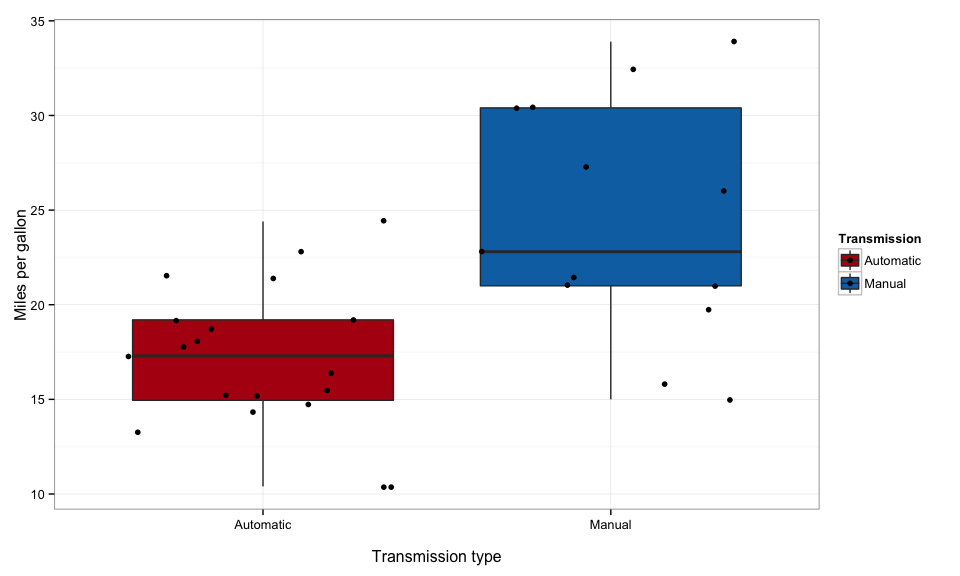 35
30
25
20
15
10
Miles per gallon
Automatic
Manual
Transmission type
Transmission
Automatic
Manual